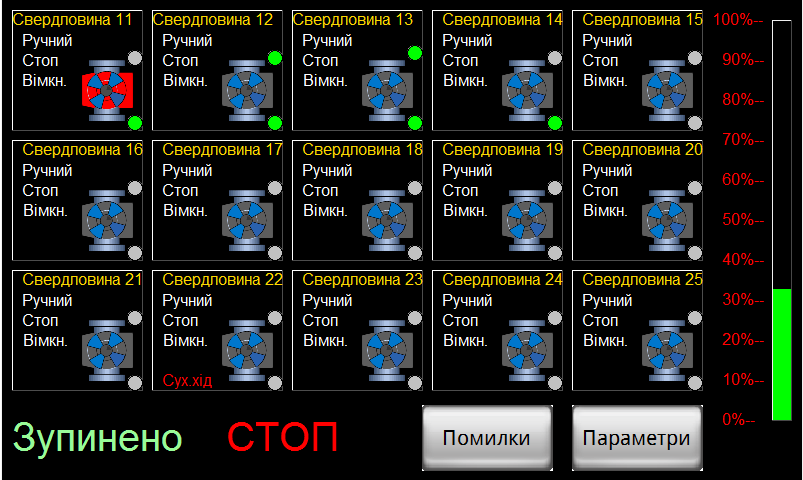 Свердловина 11
Ручний
Стоп
Вімкн.
Свердловина 12
Ручний
Стоп
Вімкн.
Свердловина 13
Ручний
Стоп
Вімкн.
Свердловина 14
Ручний
Стоп
Вімкн.
Свердловина 15
Ручний
Стоп
Вімкн.
Свердловина 16
Ручний
Стоп
Вімкн.
Свердловина 17
Ручний
Стоп
Вімкн.
Свердловина 18
Ручний
Стоп
Вімкн.
Свердловина 19
Ручний
Стоп
Вімкн.
Свердловина 20
Ручний
Стоп
Вімкн.
Свердловина 21
Ручний
Стоп
Вімкн.
Свердловина 22
Ручний
Стоп
Вімкн.
Сух.хід
Свердловина 23
Ручний
Стоп
Вімкн.
Свердловина 24
Ручний
Стоп
Вімкн.
Свердловина 25
Ручний
Стоп
Вімкн.
100%--
90%--
80%--
70%--
60%--
50%--
40%--
30%--
20%--
10%--
0%--
Зупинено СТОП
Помилки
Параметри